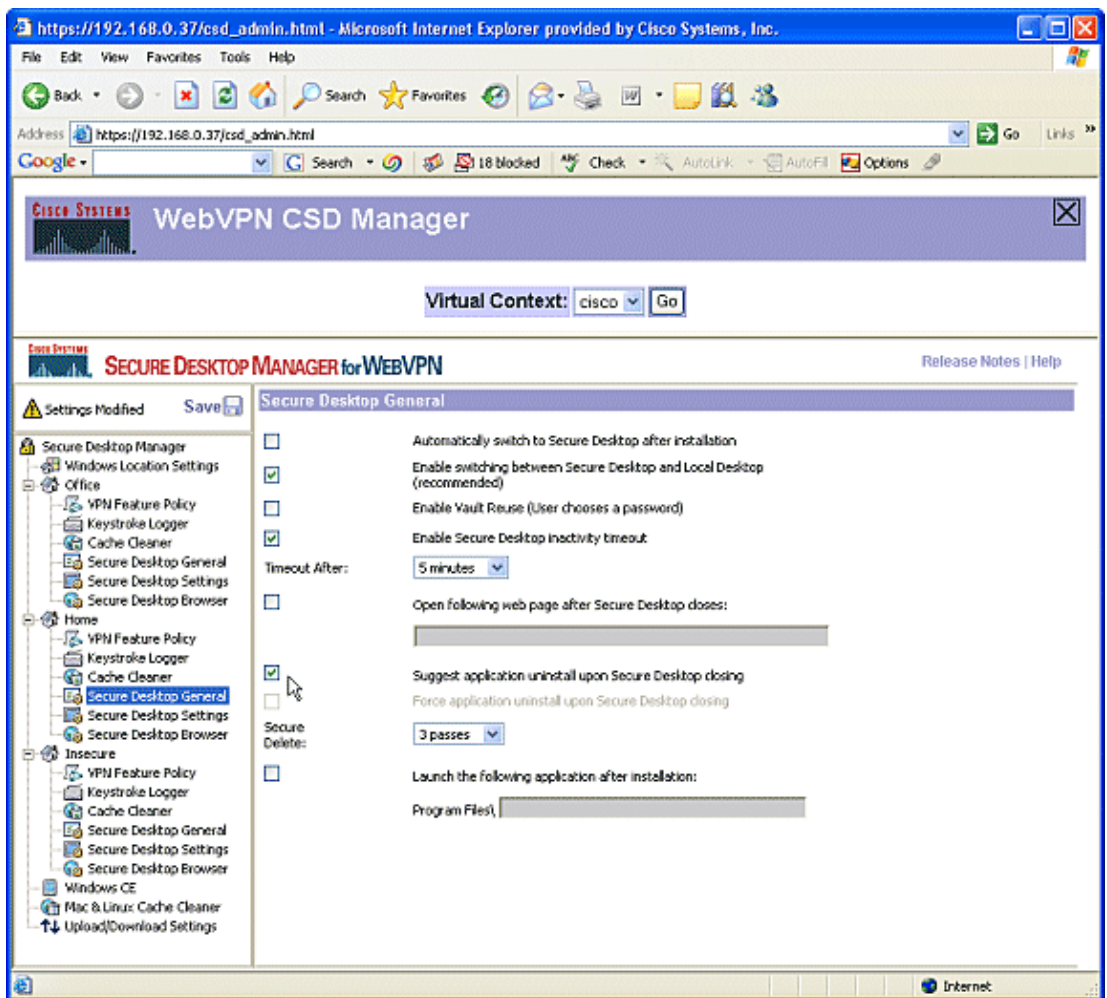 https://192.168.0.37/csd_admin.html - Microsoft Internet Explorer provided by Cisco Systems, Inc.
File Edit View Favorites Tools Help
Back Search Favorites
Address https://192.168.0.37/csd_admin.html Go Links »
Google Search 18 blocked Check AutoLink AutoFill Options
CISCO SYSTEMS
WebVPN CSD Manager
Virtual Context: cisco Go
CISCO SYSTEMS
SECURE DESKTOP MANAGER for WEBVPN
Release Notes | Help
Settings Modified Save
Secure Desktop Manager
Windows Location Settings
Office
VPN Feature Policy
Keystroke Logger
Cache Cleaner
Secure Desktop General
Secure Desktop Settings
Secure Desktop Browser
Home
VPN Feature Policy
Keystroke Logger
Cache Cleaner
Secure Desktop General
Secure Desktop Settings
Secure Desktop Browser
Insecure
VPN Feature Policy
Keystroke Logger
Cache Cleaner
Secure Desktop General
Secure Desktop Settings
Secure Desktop Browser
Windows CE
Mac & Linux Cache Cleaner
Upload/Download Settings
Secure Desktop General
Automatically switch to Secure Desktop after installation
Enable switching between Secure Desktop and Local Desktop
(recommended)
Enable Vault Reuse (User chooses a password)
Enable Secure Desktop inactivity timeout
Timeout After: 5 minutes
Open following web page after Secure Desktop closes:
Suggest application uninstall upon Secure Desktop closing
Force application uninstall upon Secure Desktop closing
Secure
Delete: 3 passes
Launch the following application after installation:
Program Files\
Internet